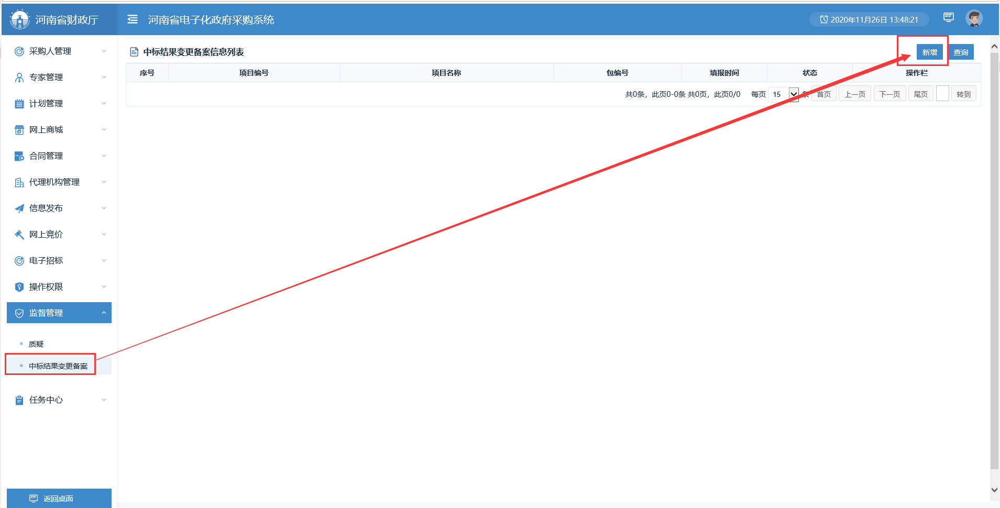 河南省财政厅
河南省电子化政府采购系统
2020年11月26日 13:48:21
采购人管理
专家管理
计划管理
网上商城
合同管理
代理机构管理
信息发布
网上竞价
电子招标
操作权限
监督管理
质疑
中标结果变更备案
任务中心
返回桌面
中标结果变更备案信息列表
新增 查询
序号 项目编号 项目名称 包编号 填报时间 状态 操作栏
共0条，此页0-0条 共0页，此页0/0 每页 15 条 首页 上一页 下一页 尾页 转到